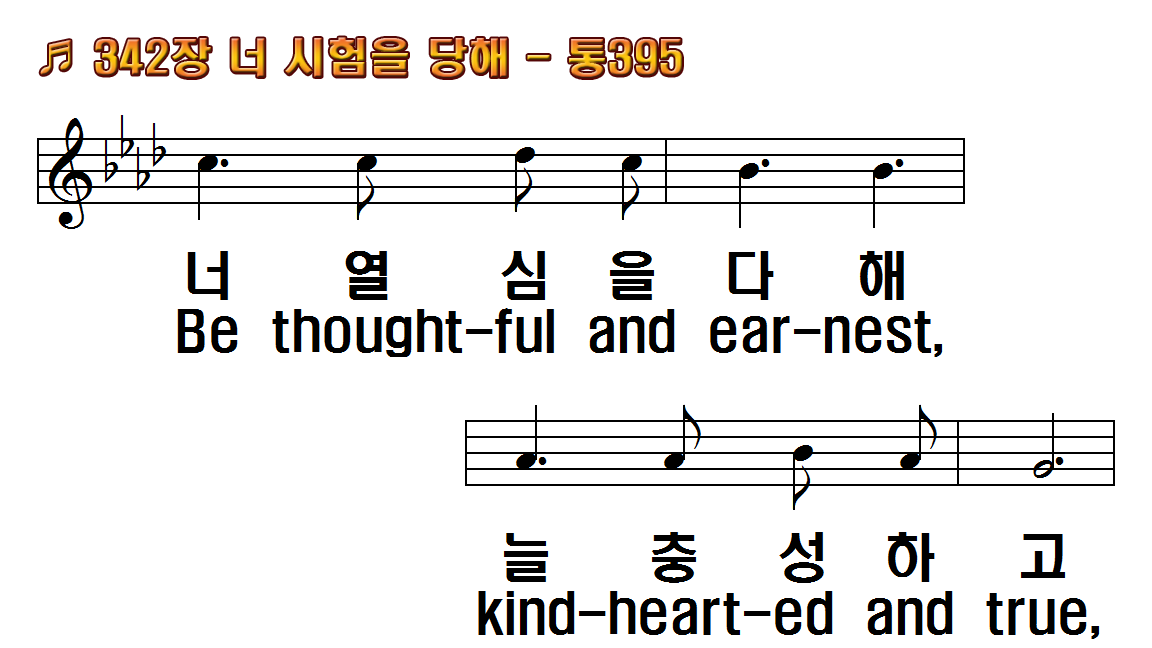 ♬ 342장 너 시험을 당해 - 통395
너 열 심 을 다 해
Be thought-ful and ear-nest,
늘 충 성 하 고
kind-heart-ed and true,